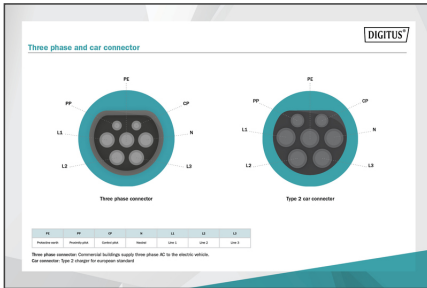 DIGITUS®
Three phase and car connector
PE
PP
CP
L1
N
L2
L3
Three phase connector
PE
PP
CP
L1
N
L2
L3
Type 2 car connector
PE PP CP N L1 L2 L3
Protective earth Proximity pilot Control pilot Neutral Line 1 Line 2 Line 3
Three phase connector: Commercial buildings supply three phase AC to the electric vehicle.
Car connector: Type 2 charger for european standard